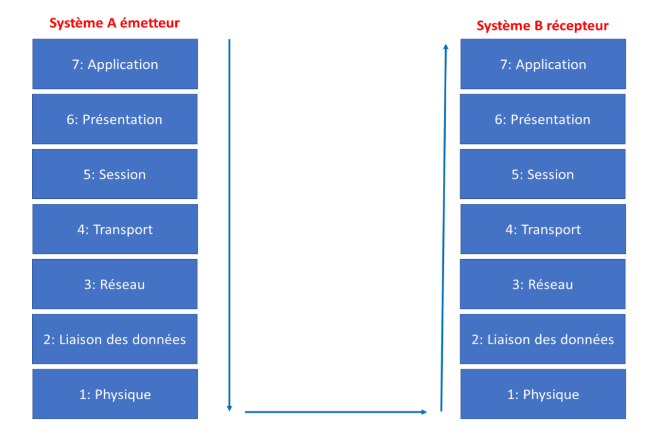 Système A émetteur
7: Application
6: Présentation
5: Session
4: Transport
3: Réseau
2: Liaison des données
1: Physique
Système B récepteur
7: Application
6: Présentation
5: Session
4: Transport
3: Réseau
2: Liaison des données
1: Physique